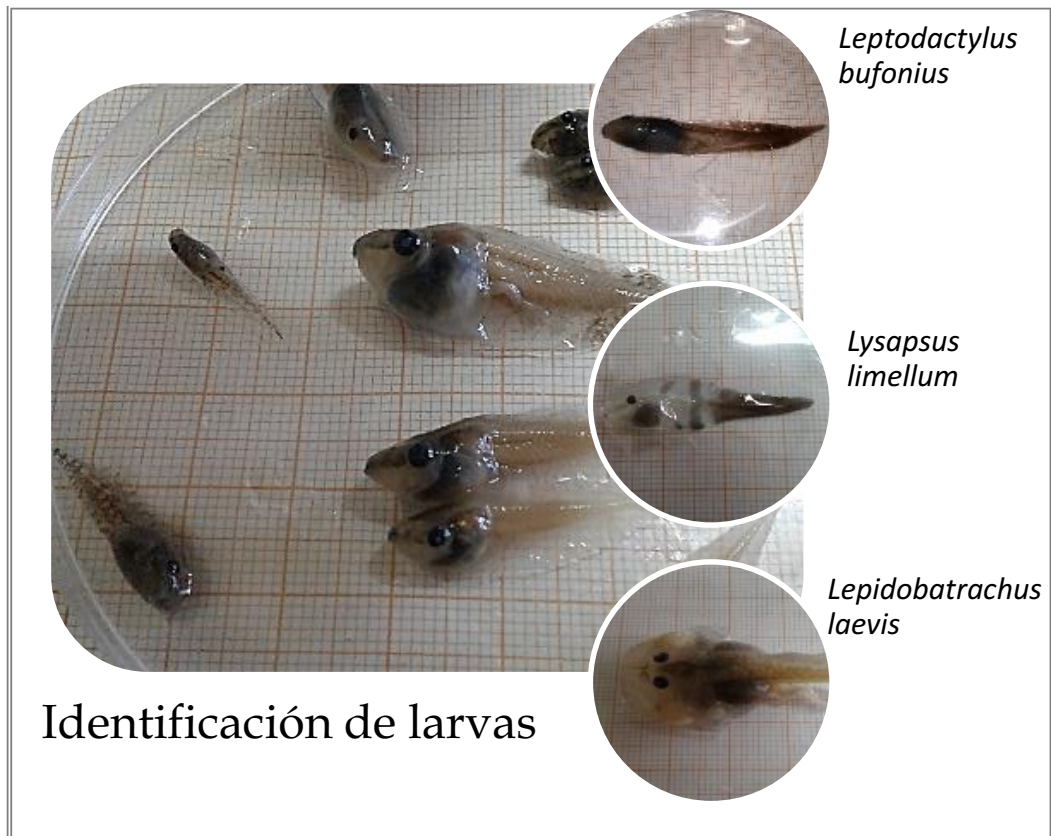 Leptodactylus
bufonius
Lysapsus
limellum
Lepidobatrachus
laevis
Identificación de larvas